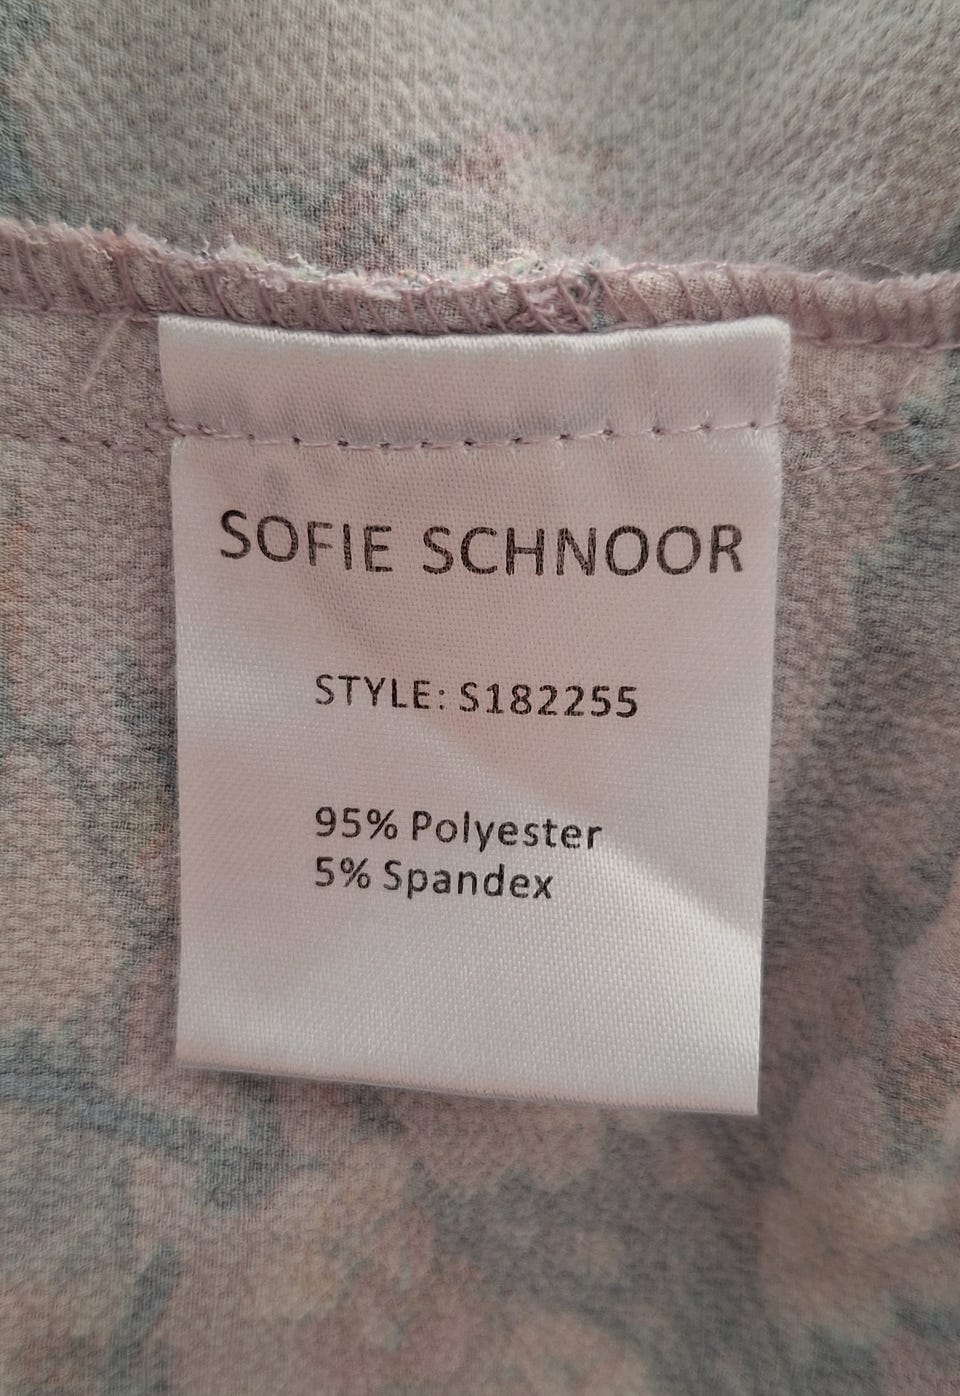 SOFIE SCHNOOR
STYLE: S182255
95% Polyester
5% Spandex